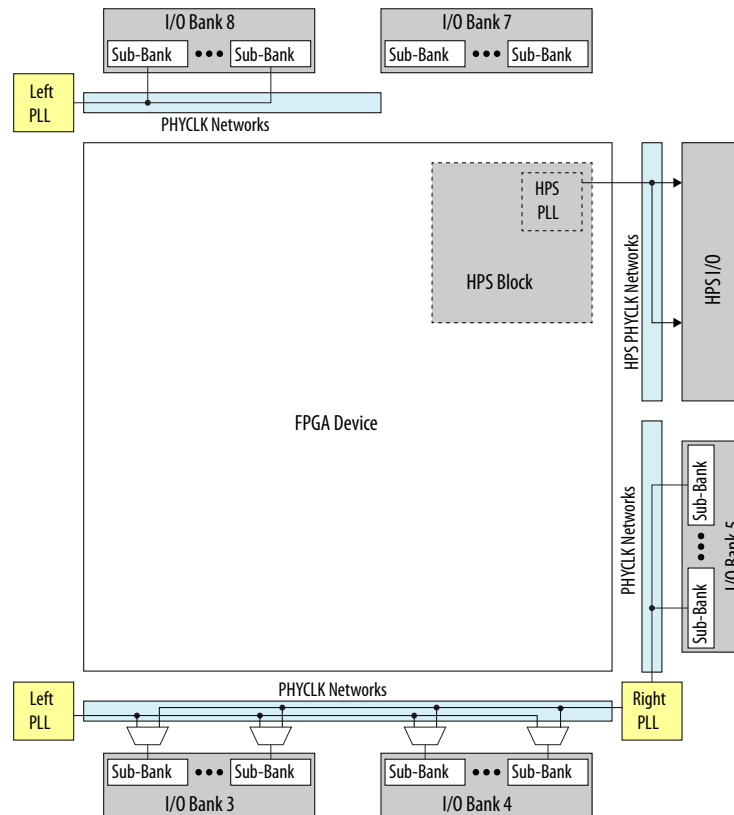 I/O Bank 8
I/O Bank 7
Sub-Bank ••• Sub-Bank
Sub-Bank ••• Sub-Bank
Left
PLL
PHYCLK Networks
HPS
PLL
HPS Block
HPS PHYCLK Networks
HPS I/O
FPGA Device
PHYCLK Networks
Sub-Bank ••• Sub-Bank
I/O Bank 5
PHYCLK Networks
Left
PLL
Right
PLL
Sub-Bank ••• Sub-Bank
Sub-Bank ••• Sub-Bank
I/O Bank 3
I/O Bank 4